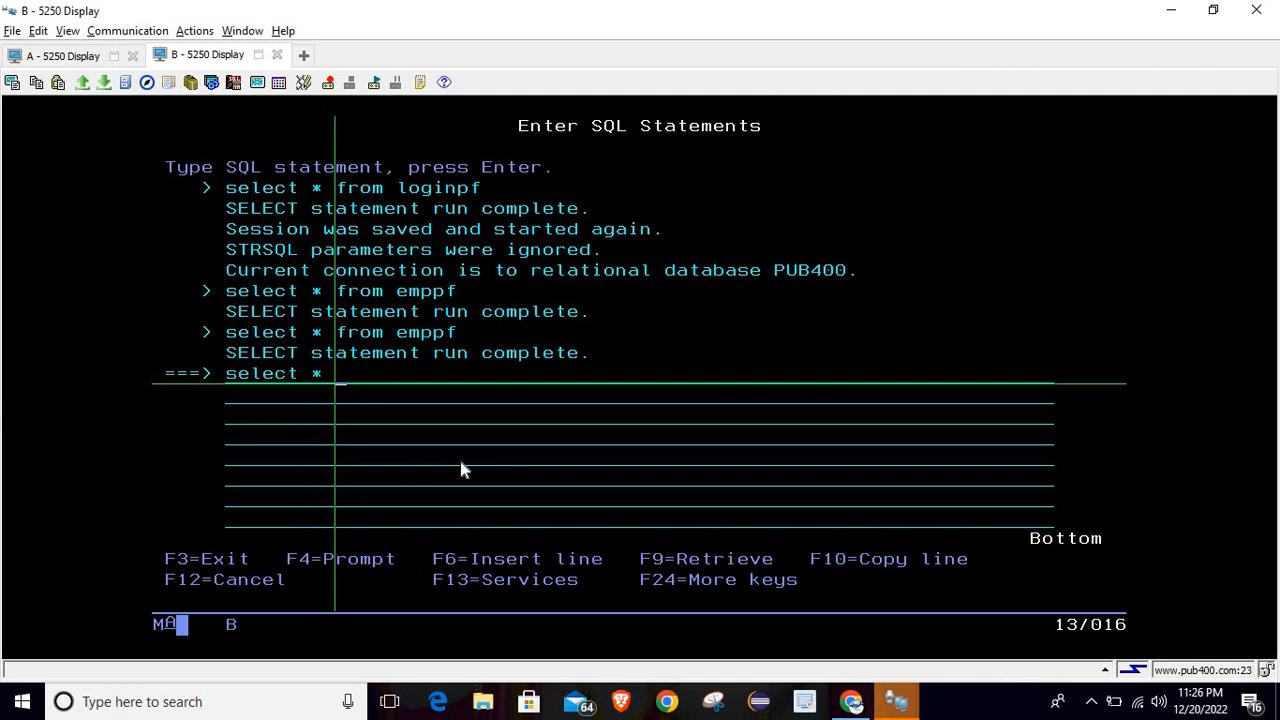 B - 5250 Display
File Edit View Communication Actions Window Help
A - 5250 Display B - 5250 Display
Enter SQL Statements
Type SQL statement, press Enter.
> select * from loginpf
SELECT statement run complete.
Session was saved and started again.
STRSQL parameters were ignored.
Current connection is to relational database PUB400.
> select * from emppf
SELECT statement run complete.
> select * from emppf
SELECT statement run complete.
===> select *
Bottom
F3=Exit F4=Prompt F6=Insert line F9=Retrieve F10=Copy line
F12=Cancel F13=Services F24=More keys
MA B 13/016
www.pub400.com:23
Type here to search 64 11:26 PM
12/20/2022 16